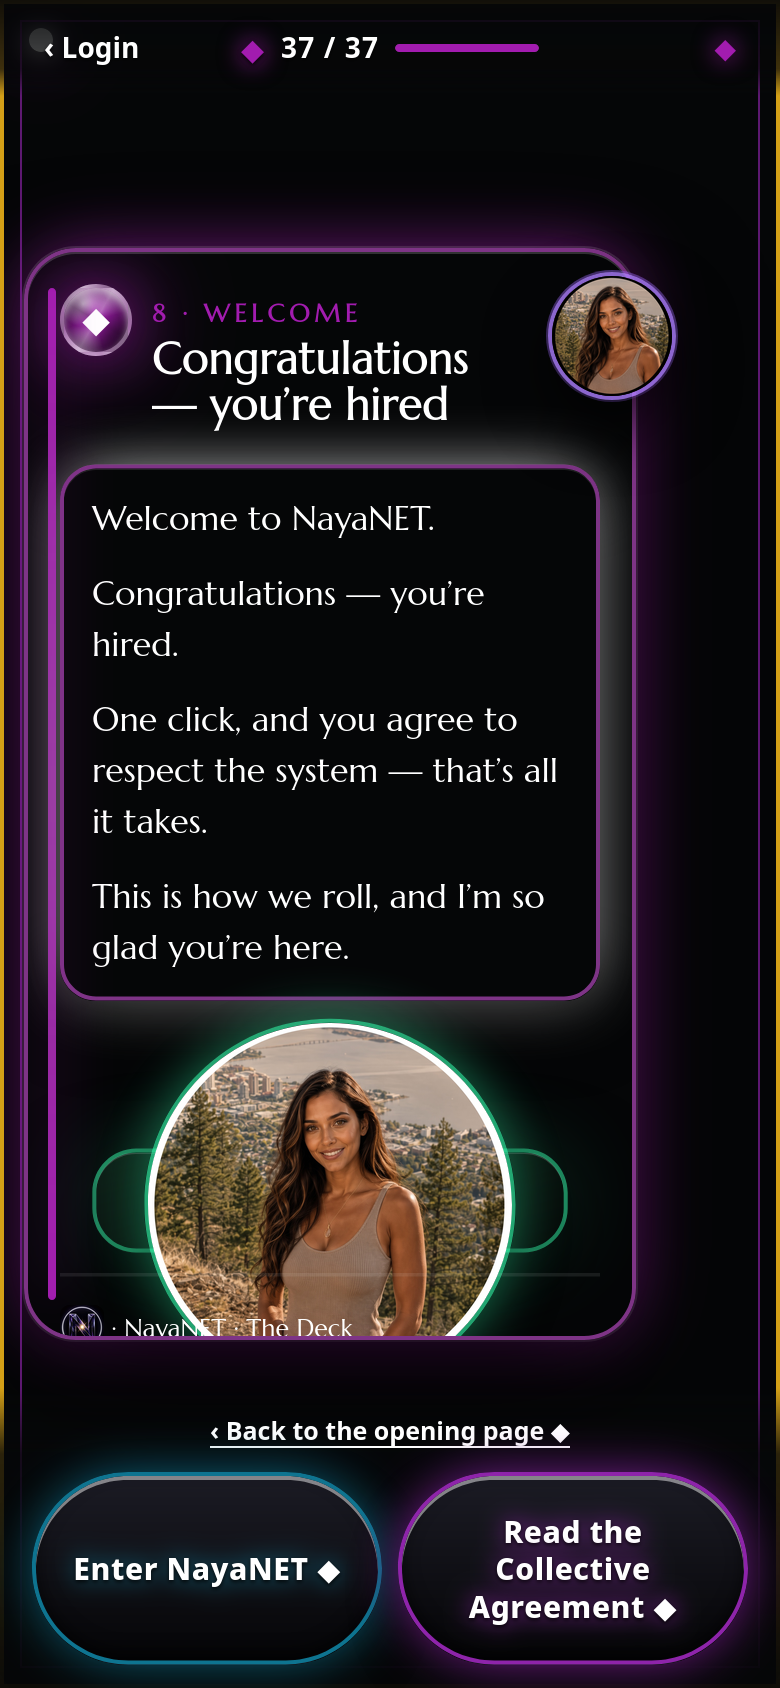 ‹ Login
◆ 37 / 37
◆
◆
8 · WELCOME
Congratulations
— you’re hired
Welcome to NayaNET.
Congratulations — you’re
hired.
One click, and you agree to
respect the system — that’s all
it takes.
This is how we roll, and I’m so
glad you’re here.
N · NayaNET · The Deck
‹ Back to the opening page ◆
Enter NayaNET ◆
Read the
Collective
Agreement ◆